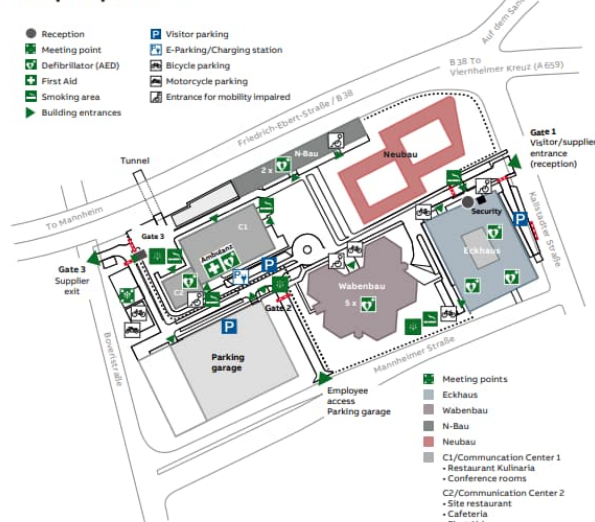 Reception
Meeting point
Defibrillator (AED)
First Aid
Smoking area
Building entrances
P Visitor parking
E-Parking/Charging station
Bicycle parking
Motorcycle parking
Entrance for mobility impaired
Auf dem Sand
B 38 To
Viernheimer Kreuz (A 659)
Friedrich-Ebert-Straße / B 38
Gate 1
Visitor/supplier
entrance
(reception)
Tunnel
N-Bau
2 x
Neubau
To Mannheim
Security
P
Kallstadter Straße
Gate 3
C1
Ambulanz
Eckhaus
Gate 3
Supplier
exit
P
C2
Wabenbau
5 x
Gate 2
P
Boveristraße
Parking
garage
Mannheimer Straße
Employee
access
Parking garage
Meeting points
Eckhaus
Wabenbau
N-Bau
Neubau
C1/Communcation Center 1
• Restaurant Kulinaria
• Conference rooms
C2/Communication Center 2
• Site restaurant
• Cafeteria